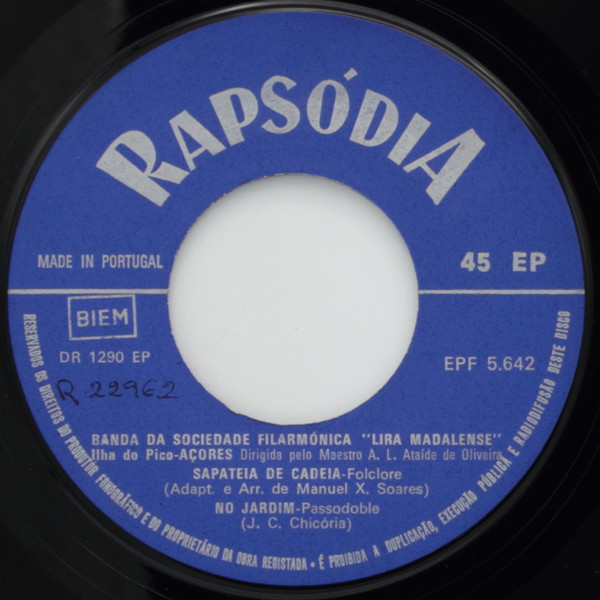 RAPSÓDIA
MADE IN PORTUGAL
45 EP
BIEM
DR 1290 EP
EPF 5.642
R 22962
BANDA DA SOCIEDADE FILARMÓNICA "LIRA MADALENSE"
Ilha do Pico-AÇORES Dirigida pelo Maestro A. L. Ataíde de Oliveira
SAPATEIA DE CADEIA-Folclore
(Adapt. e Arr. de Manuel X. Soares)
NO JARDIM-Passodoble
(J. C. Chicória)
RESERVADOS OS DIREITOS DO PRODUTOR FONOGRÁFICO E DO PROPRIETÁRIO DA OBRA REGISTADA • É PROIBIDA A DUPLICAÇÃO, EXECUÇÃO PÚBLICA E RADIODIFUSÃO DESTE DISCO